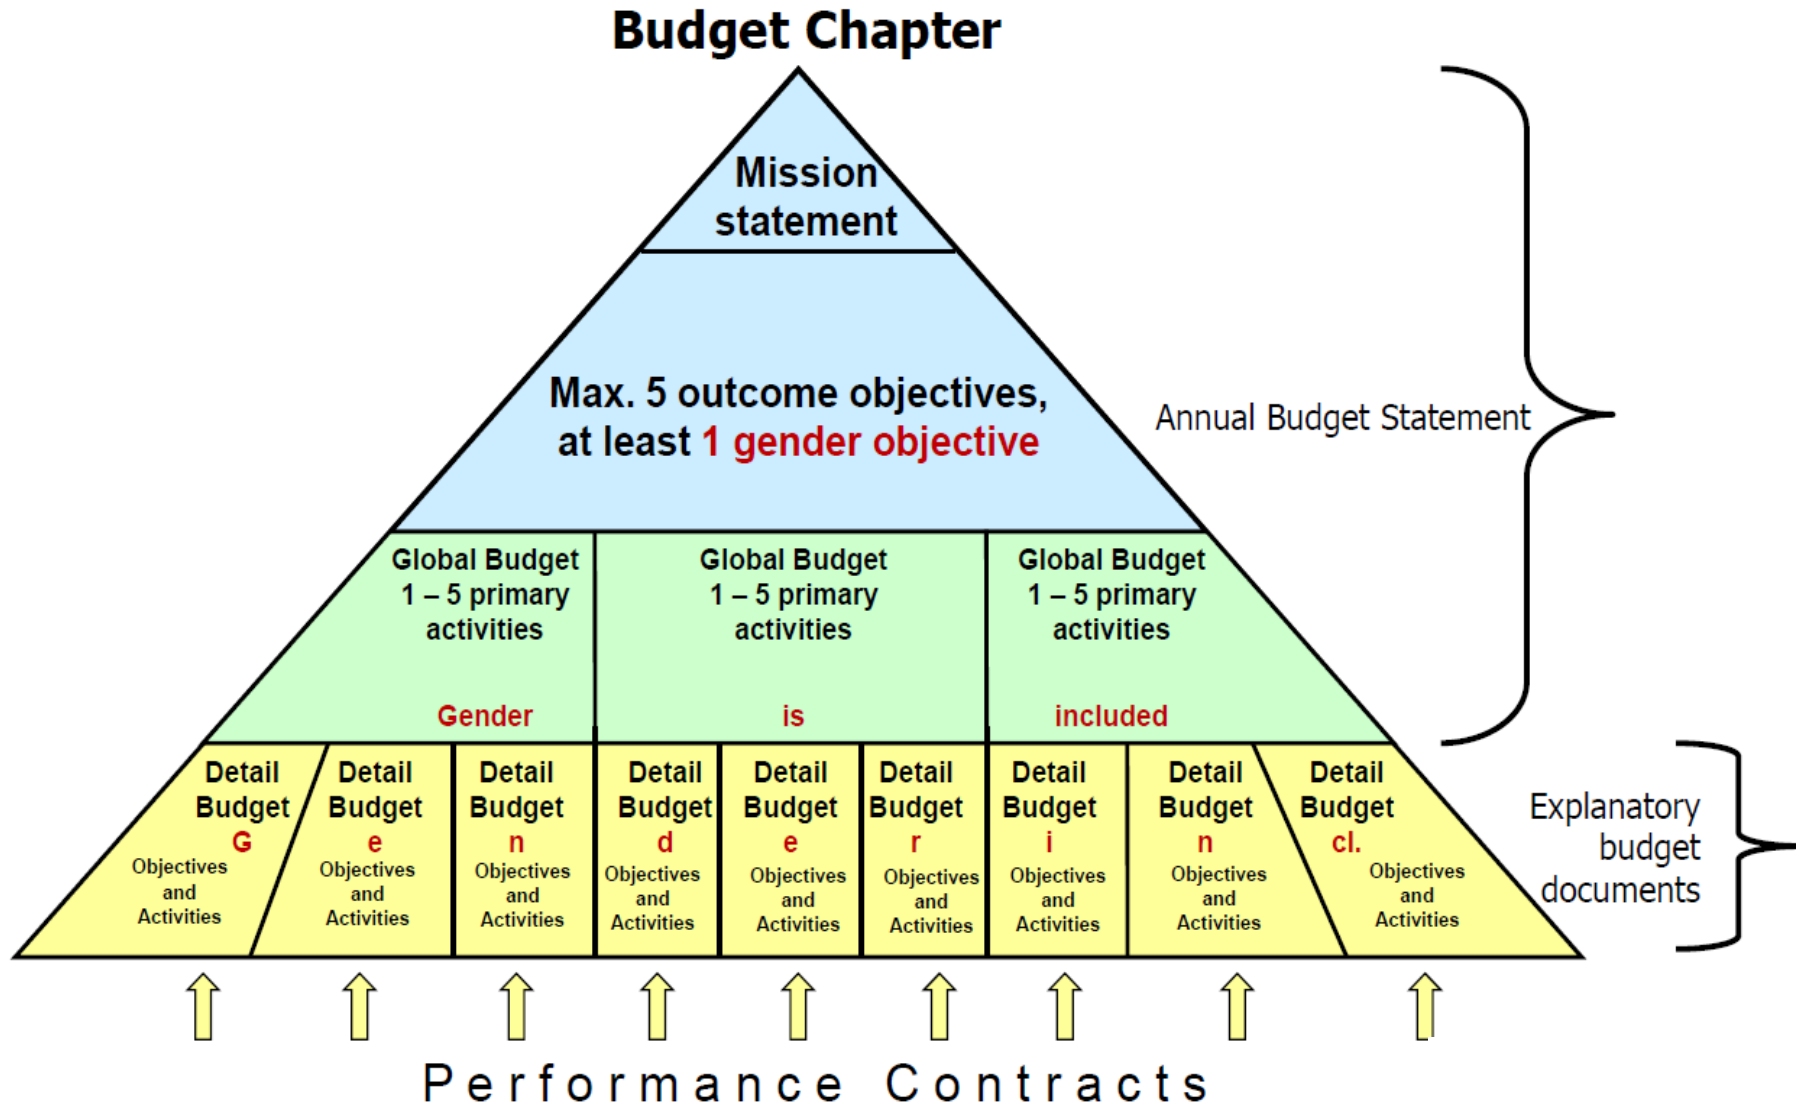 Budget Chapter
Mission
statement
Max. 5 outcome objectives,
at least 1 gender objective
Annual Budget Statement
Global Budget
1 – 5 primary
activities
Gender
Global Budget
1 – 5 primary
activities
is
Global Budget
1 – 5 primary
activities
included
Detail
Budget
G
Objectives
and
Activities
Detail
Budget
e
Objectives
and
Activities
Detail
Budget
n
Objectives
and
Activities
Detail
Budget
d
Objectives
and
Activities
Detail
Budget
e
Objectives
and
Activities
Detail
Budget
r
Objectives
and
Activities
Detail
Budget
i
Objectives
and
Activities
Detail
Budget
n
Objectives
and
Activities
Detail
Budget
cl.
Objectives
and
Activities
Explanatory
budget
documents
Performance Contracts